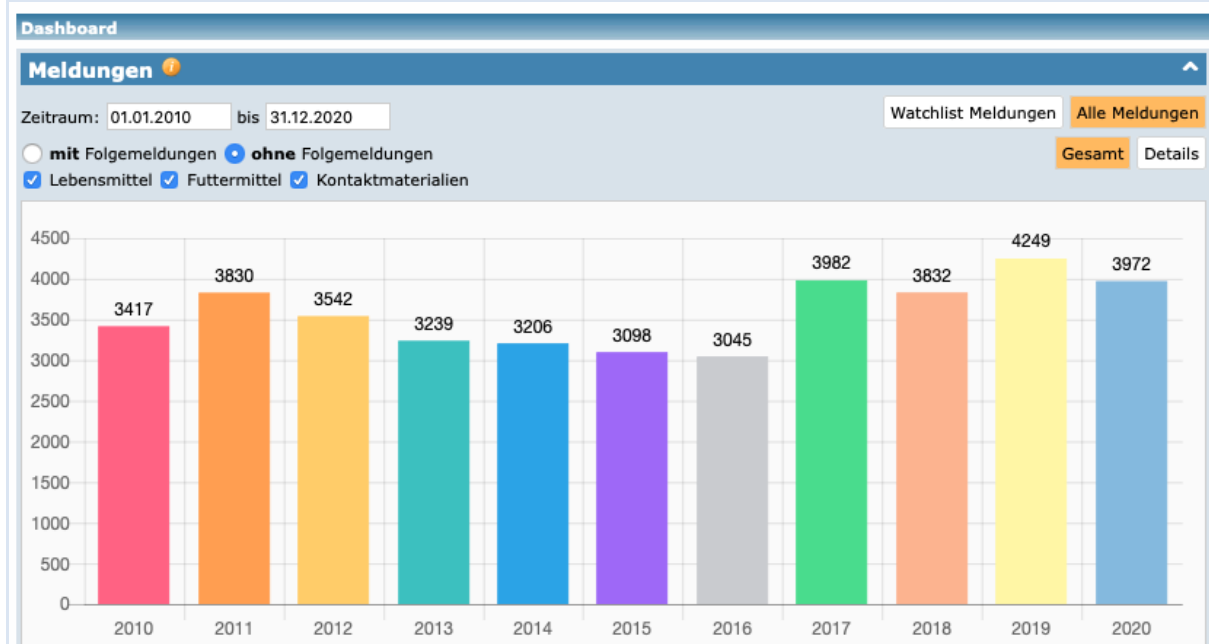 Dashboard
Meldungen i
Zeitraum: 01.01.2010 bis 31.12.2020 Watchlist Meldungen Alle Meldungen
mit Folgemeldungen ohne Folgemeldungen Gesamt Details
Lebensmittel Futtermittel Kontaktmaterialien
4500
4000
3500
3000
2500
2000
1500
1000
500
0
3417 3830 3542 3239 3206 3098 3045 3982 3832 4249 3972
2010 2011 2012 2013 2014 2015 2016 2017 2018 2019 2020